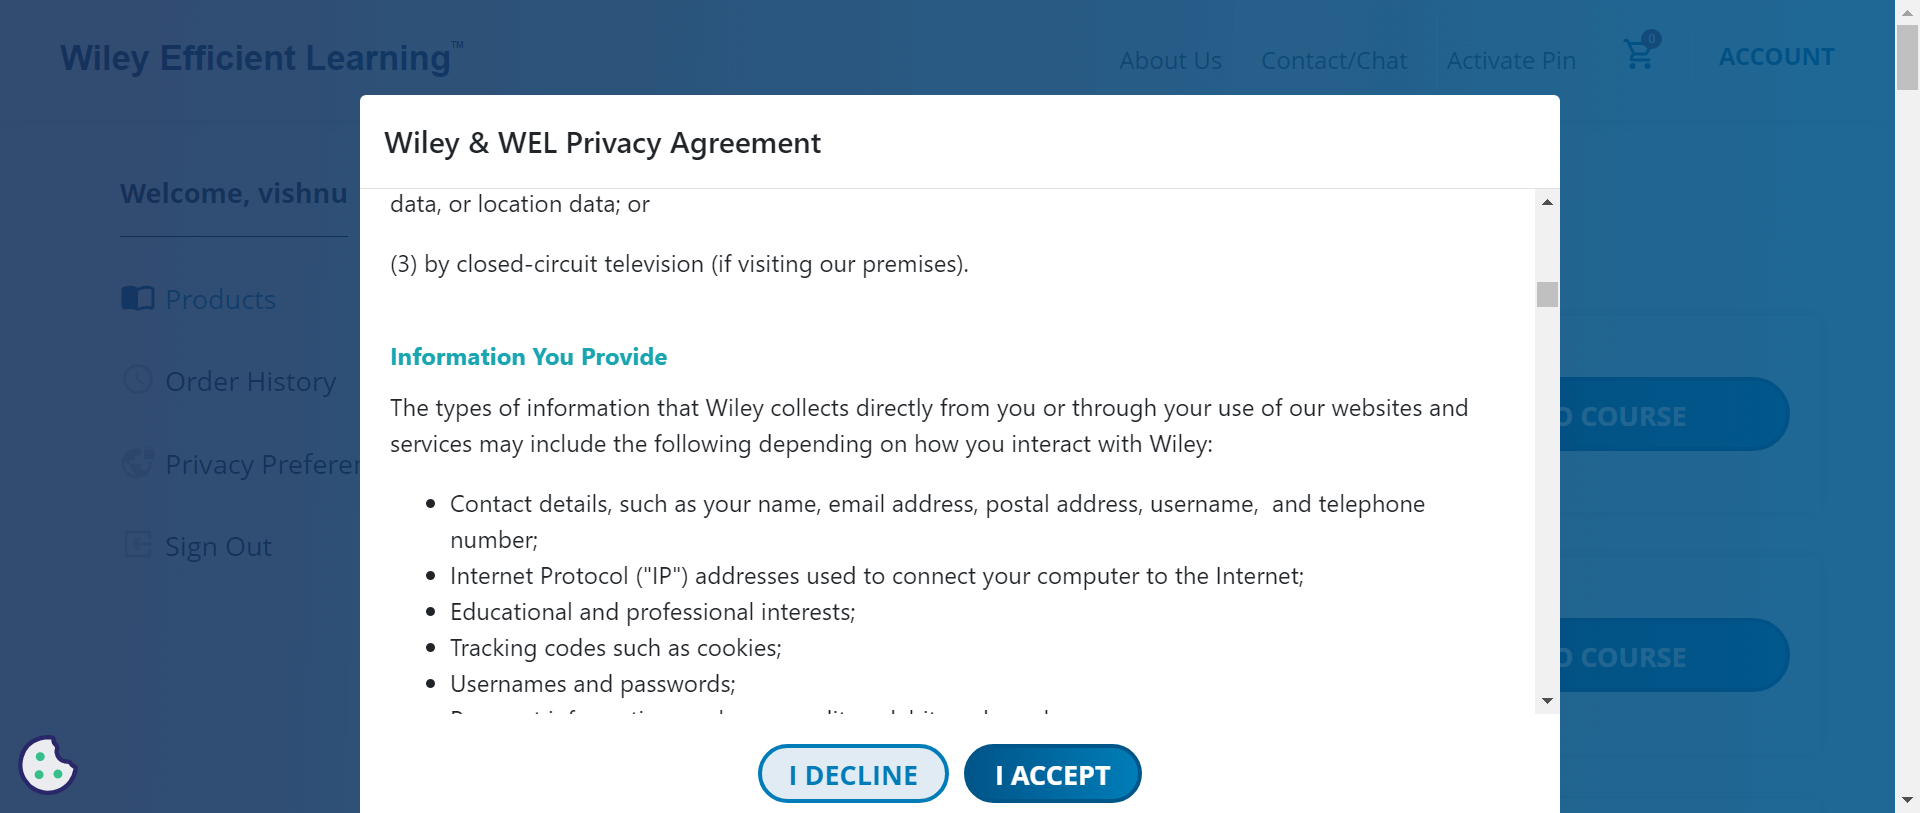 Wiley Efficient Learning™
About Us
Contact/Chat
Activate Pin
0
ACCOUNT
Wiley & WEL Privacy Agreement
Welcome, vishnu
Products
Order History
Privacy
Sign Out
data, or location data; or
(3) by closed-circuit television (if visiting our premises).
Information You Provide
The types of information that Wiley collects directly from you or through your use of our websites and
services may include the following depending on how you interact with Wiley:
• Contact details, such as your name, email address, postal address, username, and telephone
number;
• Internet Protocol ("IP") addresses used to connect your computer to the Internet;
• Educational and professional interests;
• Tracking codes such as cookies;
• Usernames and passwords;
COURSE
COURSE
I DECLINE
I ACCEPT